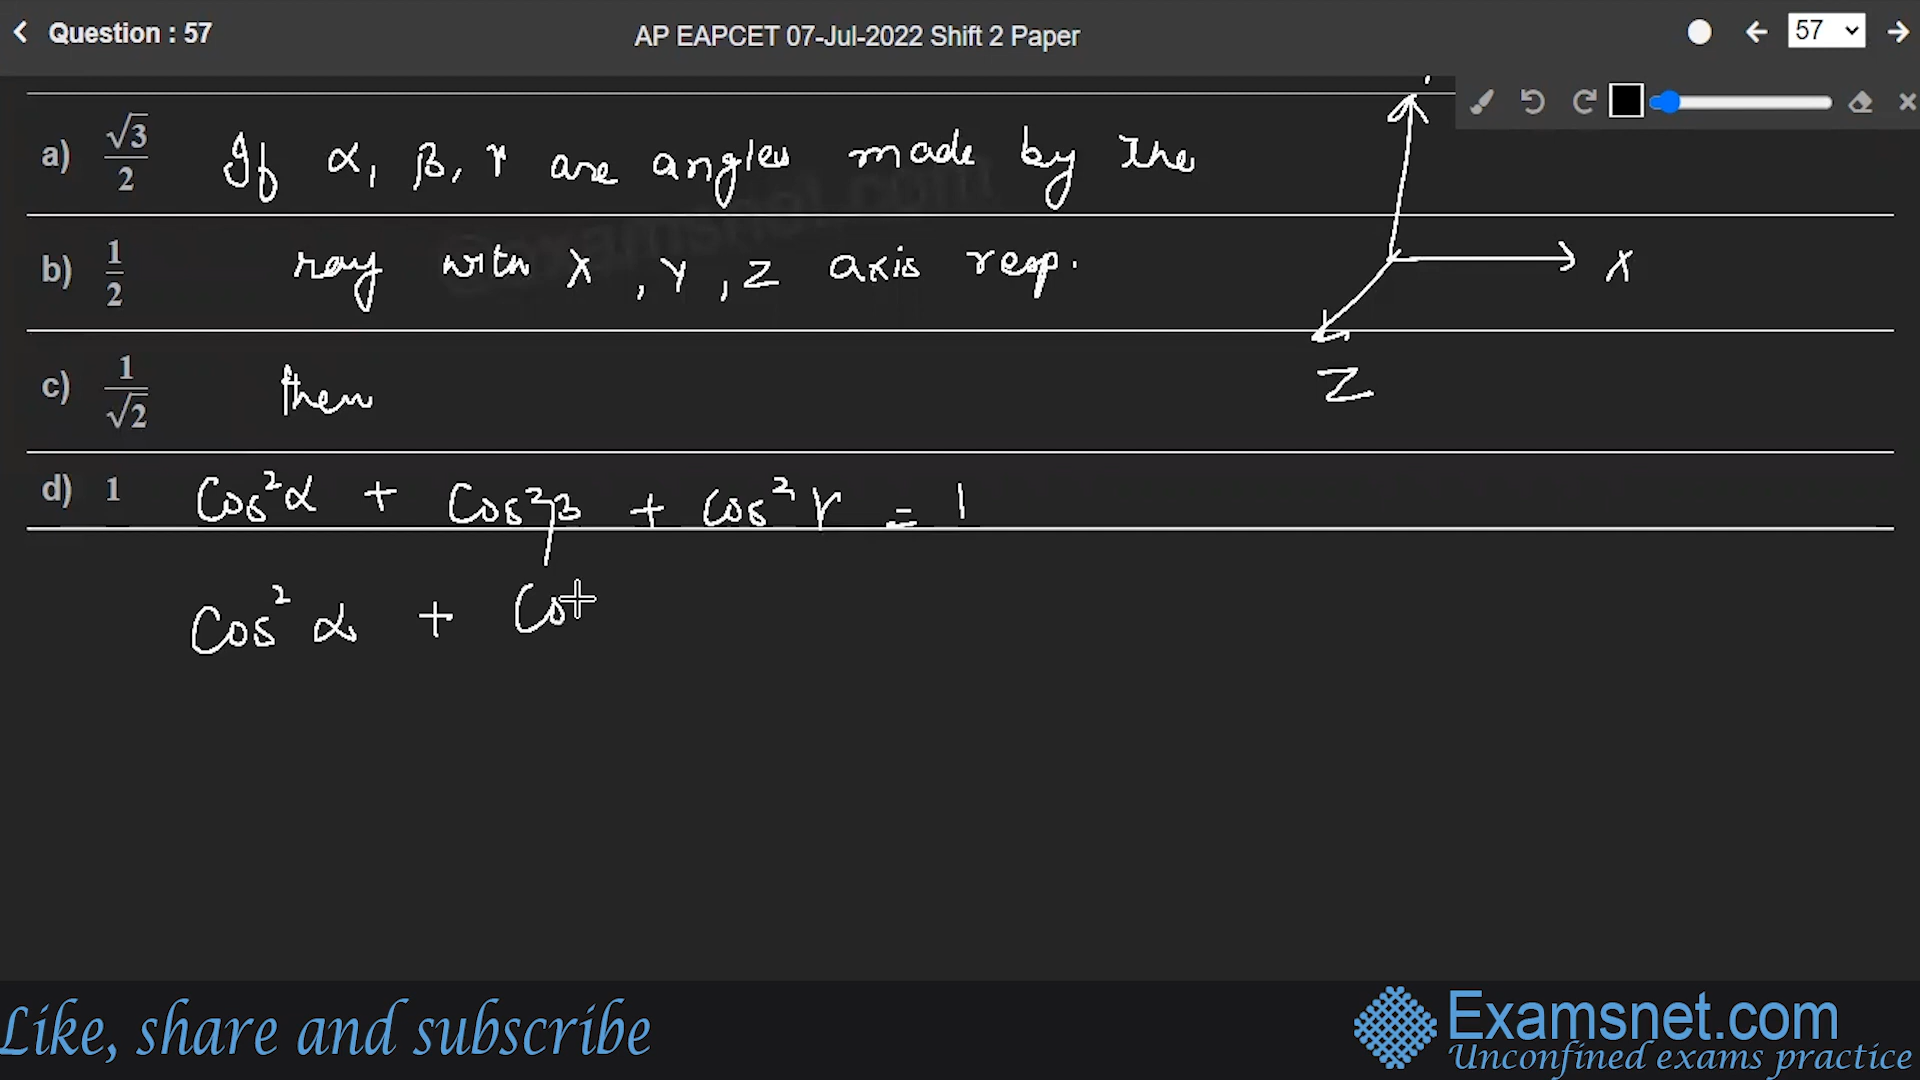 Question : 57
AP EAPCET 07-Jul-2022 Shift 2 Paper
57
a) √3/2
If α, β, γ are angles made by the
b) 1/2
ray with X, Y, Z axis resp.
X
c) 1/√2
then
Z
d) 1
Cos²α + Cos²β + Cos²γ = 1
Cos²α + Co
@examsnet.com
Like, share and subscribe
Examsnet.com
Unconfined exams practice